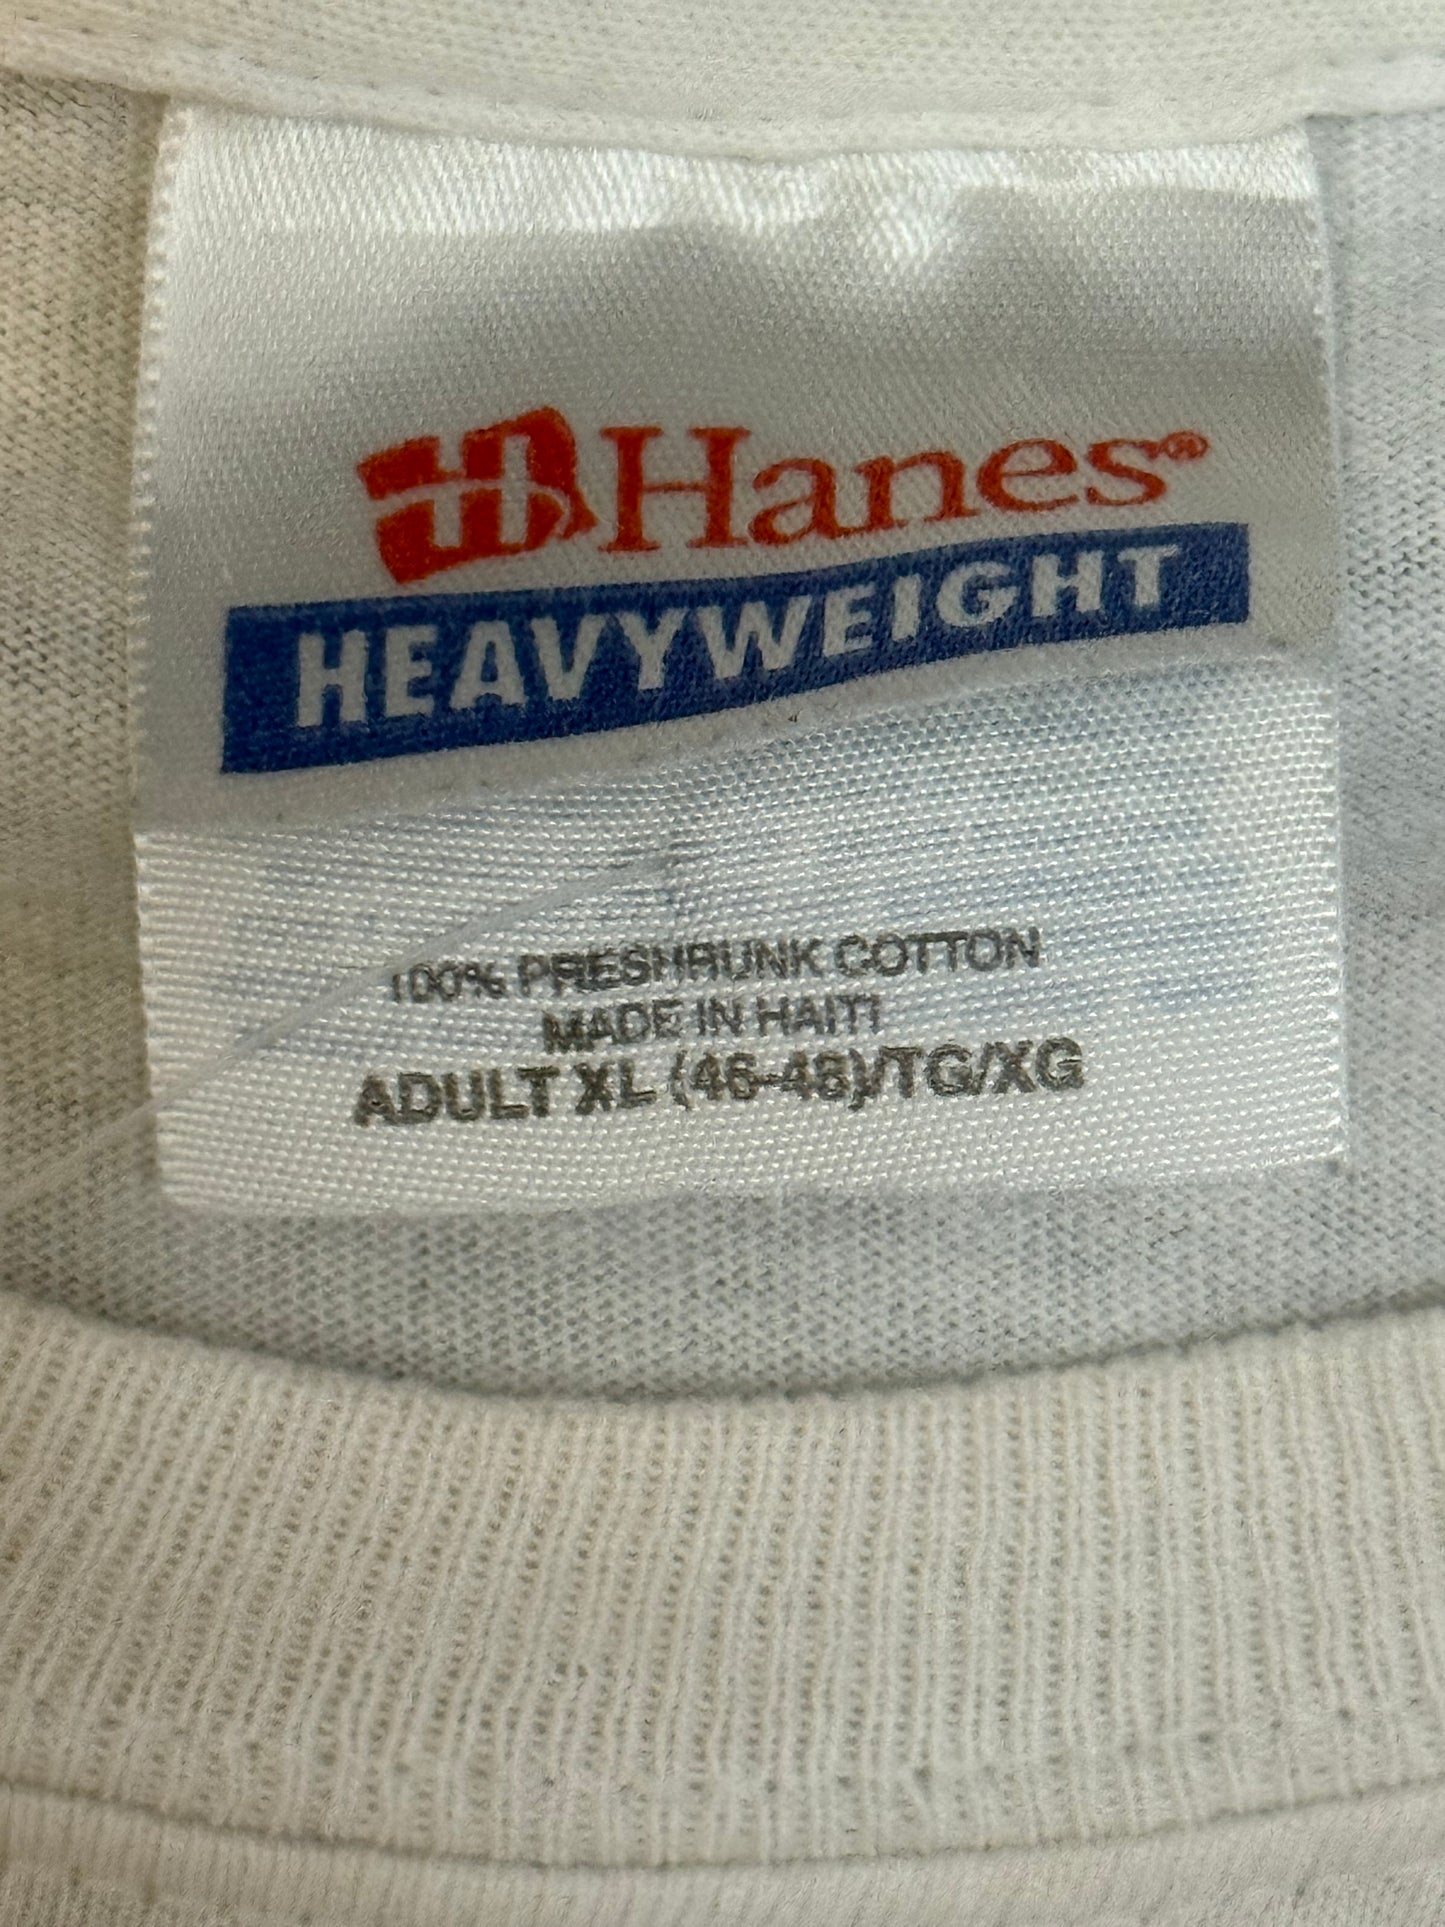 Hanes®
HEAVYWEIGHT
100% PRESHRUNK COTTON
MADE IN HAITI
ADULT XL (46-48)/TG/XG